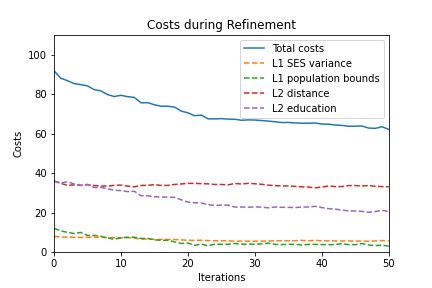 Costs during Refinement
Total costs
L1 SES variance
L1 population bounds
L2 distance
L2 education
Costs
100
80
60
40
20
0
0 10 20 30 40 50
Iterations